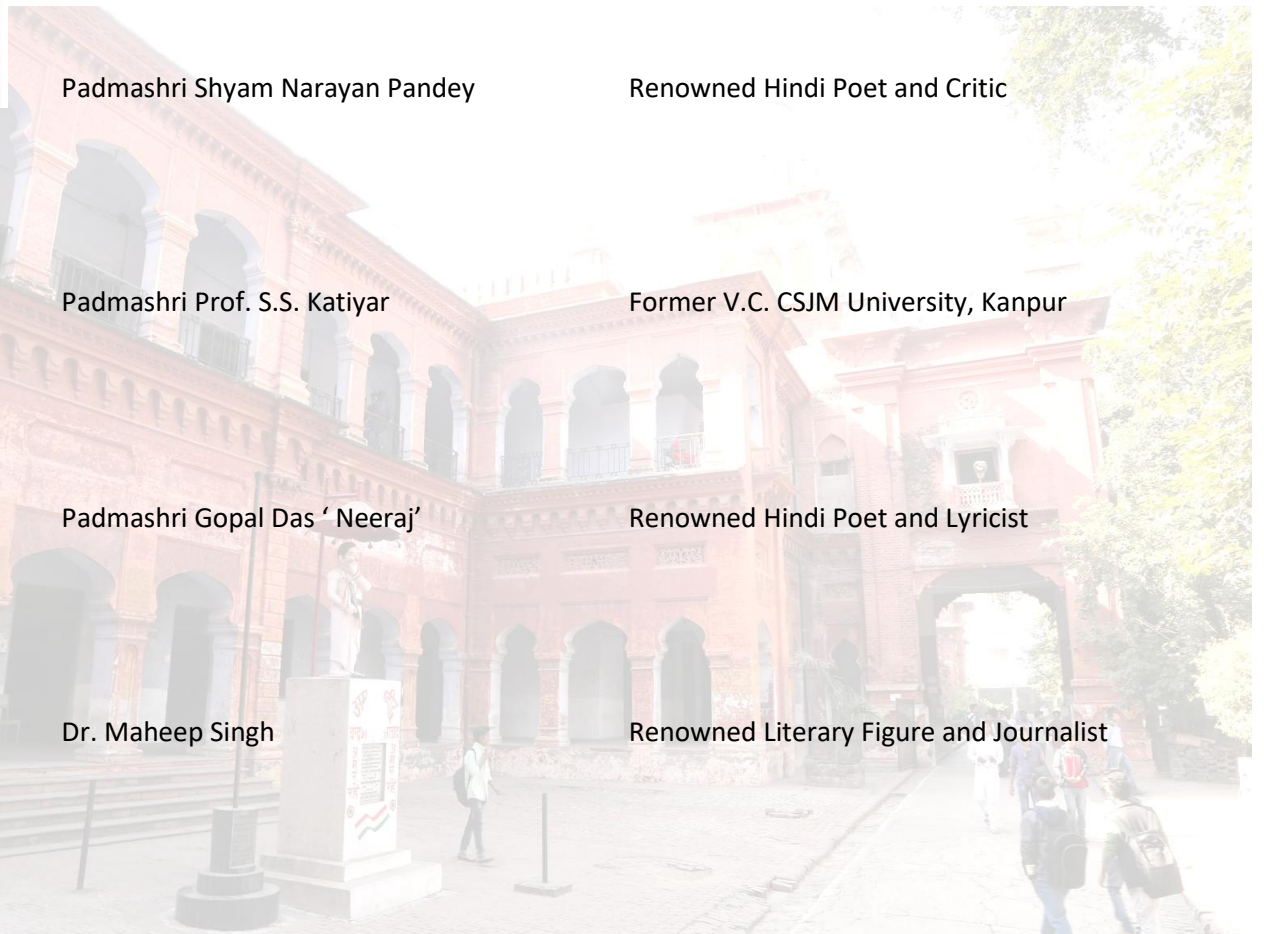 Padmashri Shyam Narayan Pandey Renowned Hindi Poet and Critic
Padmashri Prof. S.S. Katiyar Former V.C. CSJM University, Kanpur
Padmashri Gopal Das ‘ Neeraj’ Renowned Hindi Poet and Lyricist
Dr. Maheep Singh Renowned Literary Figure and Journalist